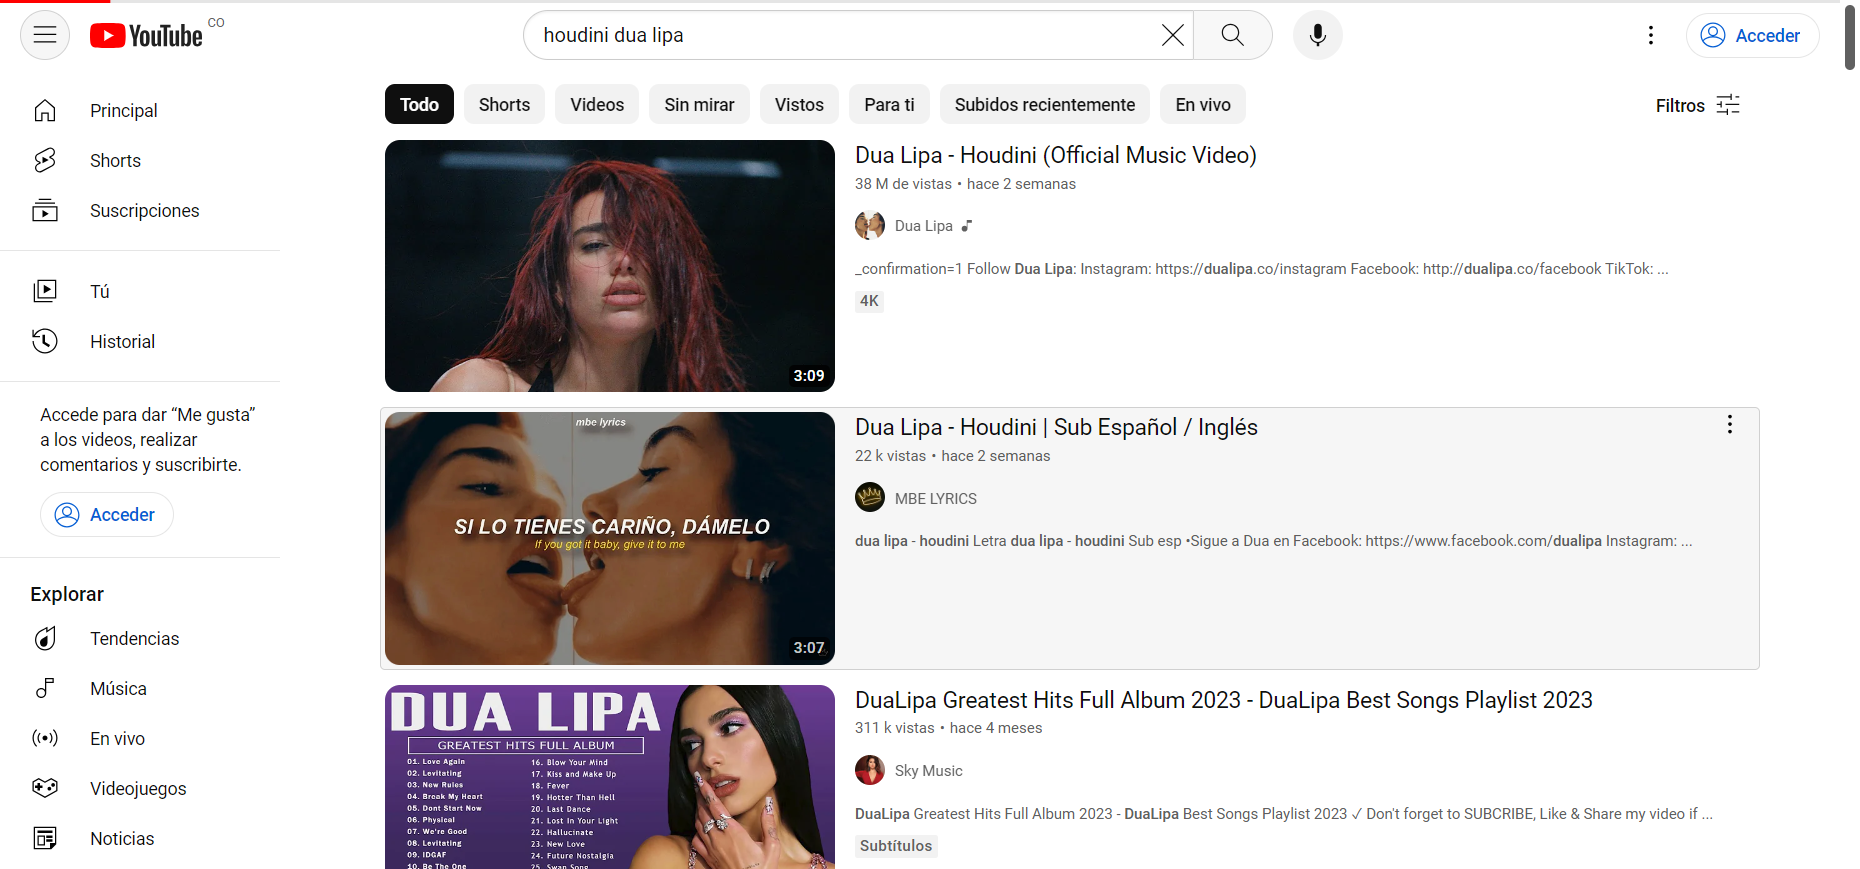 YouTube CO
houdini dua lipa
Acceder
Principal
Shorts
Suscripciones
Tú
Historial
Accede para dar “Me gusta”
a los videos, realizar
comentarios y suscribirte.
Acceder
Explorar
Tendencias
Música
En vivo
Videojuegos
Noticias
Todo
Shorts
Videos
Sin mirar
Vistos
Para ti
Subidos recientemente
En vivo
Filtros
3:09
Dua Lipa - Houdini (Official Music Video)
38 M de vistas • hace 2 semanas
Dua Lipa
_confirmation=1 Follow Dua Lipa: Instagram: https://dualipa.co/instagram Facebook: http://dualipa.co/facebook TikTok: ...
4K
mbe lyrics
SI LO TIENES CARIÑO, DÁMELO
If you got it baby, give it to me
3:07
Dua Lipa - Houdini | Sub Español / Inglés
22 k vistas • hace 2 semanas
MBE LYRICS
dua lipa - houdini Letra dua lipa - houdini Sub esp •Sigue a Dua en Facebook: https://www.facebook.com/dualipa Instagram: ...
DUA LIPA
GREATEST HITS FULL ALBUM
01. Love Again
02. Levitating
03. New Rules
04. Break My Heart
05. Dont Start Now
06. Physical
07. We're Good
08. Levitating
09. IDGAF
10. Be The One
16. Blow Your Mind
17. Kiss and Make Up
18. Fever
19. Hotter Than Hell
20. Last Dance
21. Lost In Your Light
22. Hallucinate
23. New Love
24. Future Nostalgia
25. Swan Song
DuaLipa Greatest Hits Full Album 2023 - DuaLipa Best Songs Playlist 2023
311 k vistas • hace 4 meses
Sky Music
DuaLipa Greatest Hits Full Album 2023 - DuaLipa Best Songs Playlist 2023 ✓ Don't forget to SUBCRIBE, Like & Share my video if ...
Subtítulos